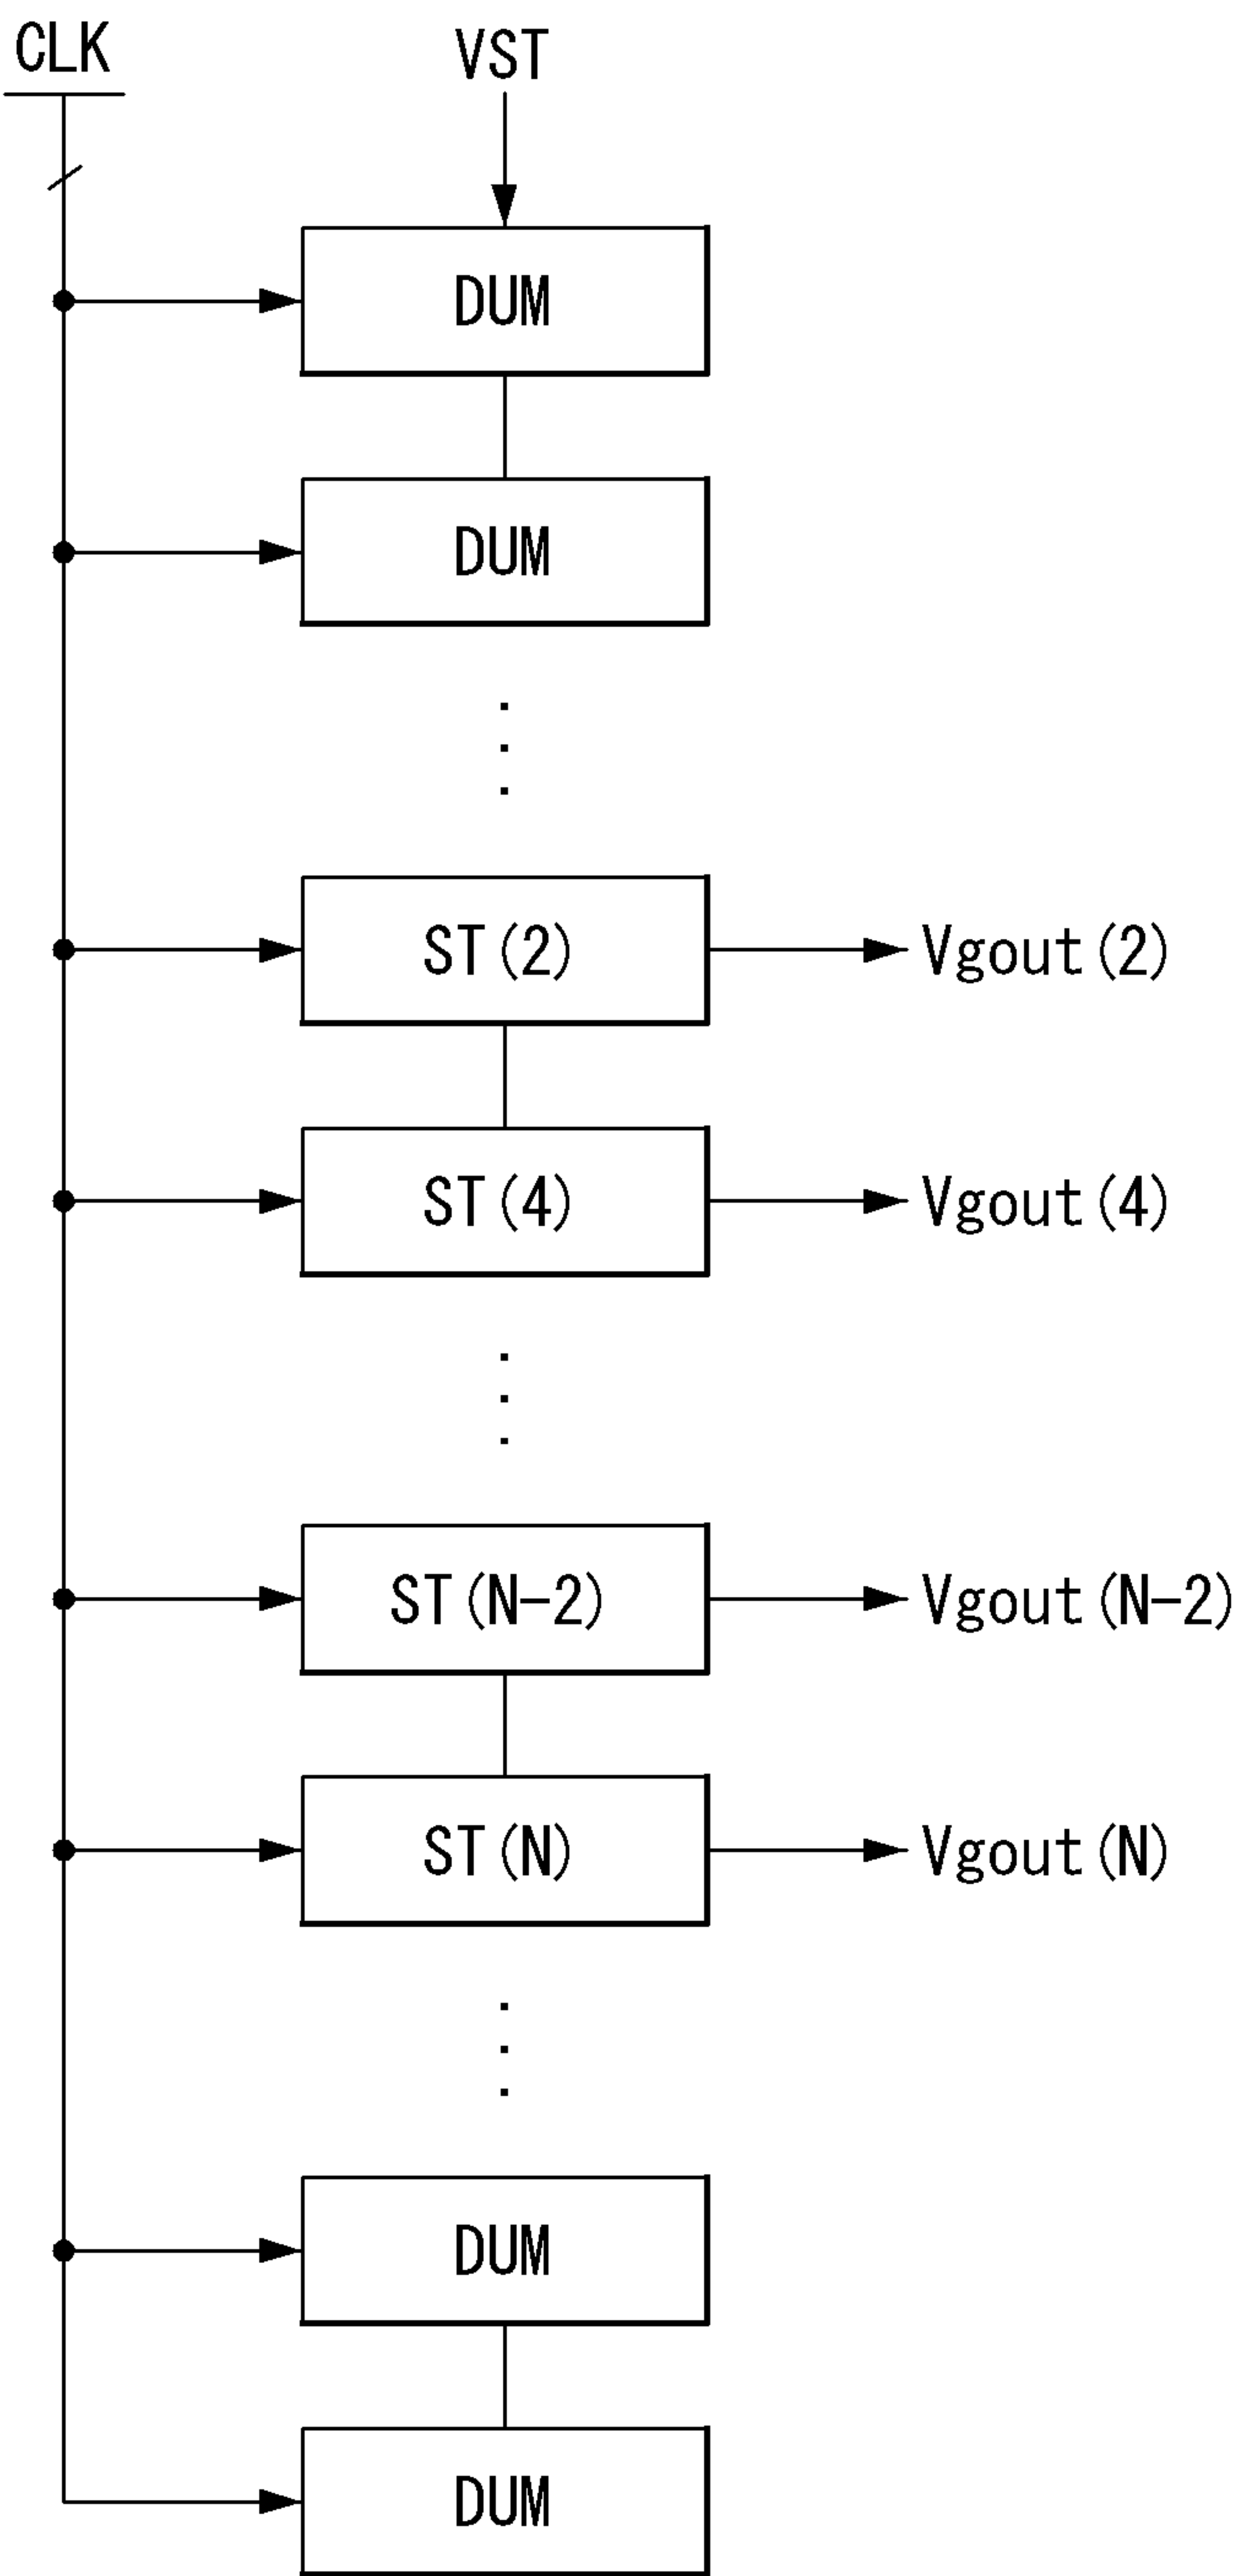 CLK
VST
DUM
DUM
ST(2) Vgout(2)
ST(4) Vgout(4)
ST(N-2) Vgout(N-2)
ST(N) Vgout(N)
DUM
DUM